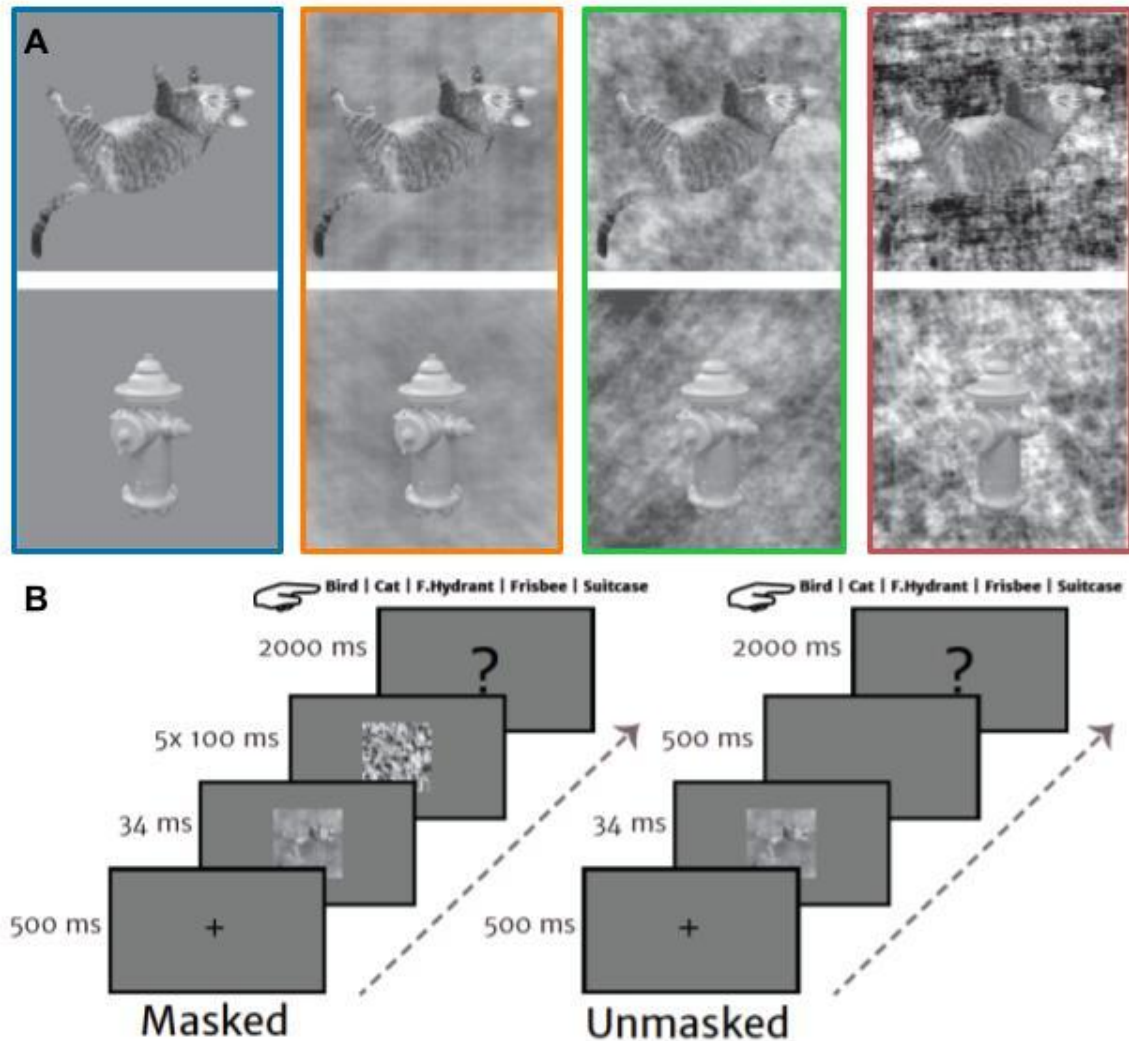 A
B
Bird | Cat | F.Hydrant | Frisbee | Suitcase
2000 ms
?
5x 100 ms
34 ms
500 ms
+
Masked
Bird | Cat | F.Hydrant | Frisbee | Suitcase
2000 ms
?
500 ms
34 ms
500 ms
+
Unmasked